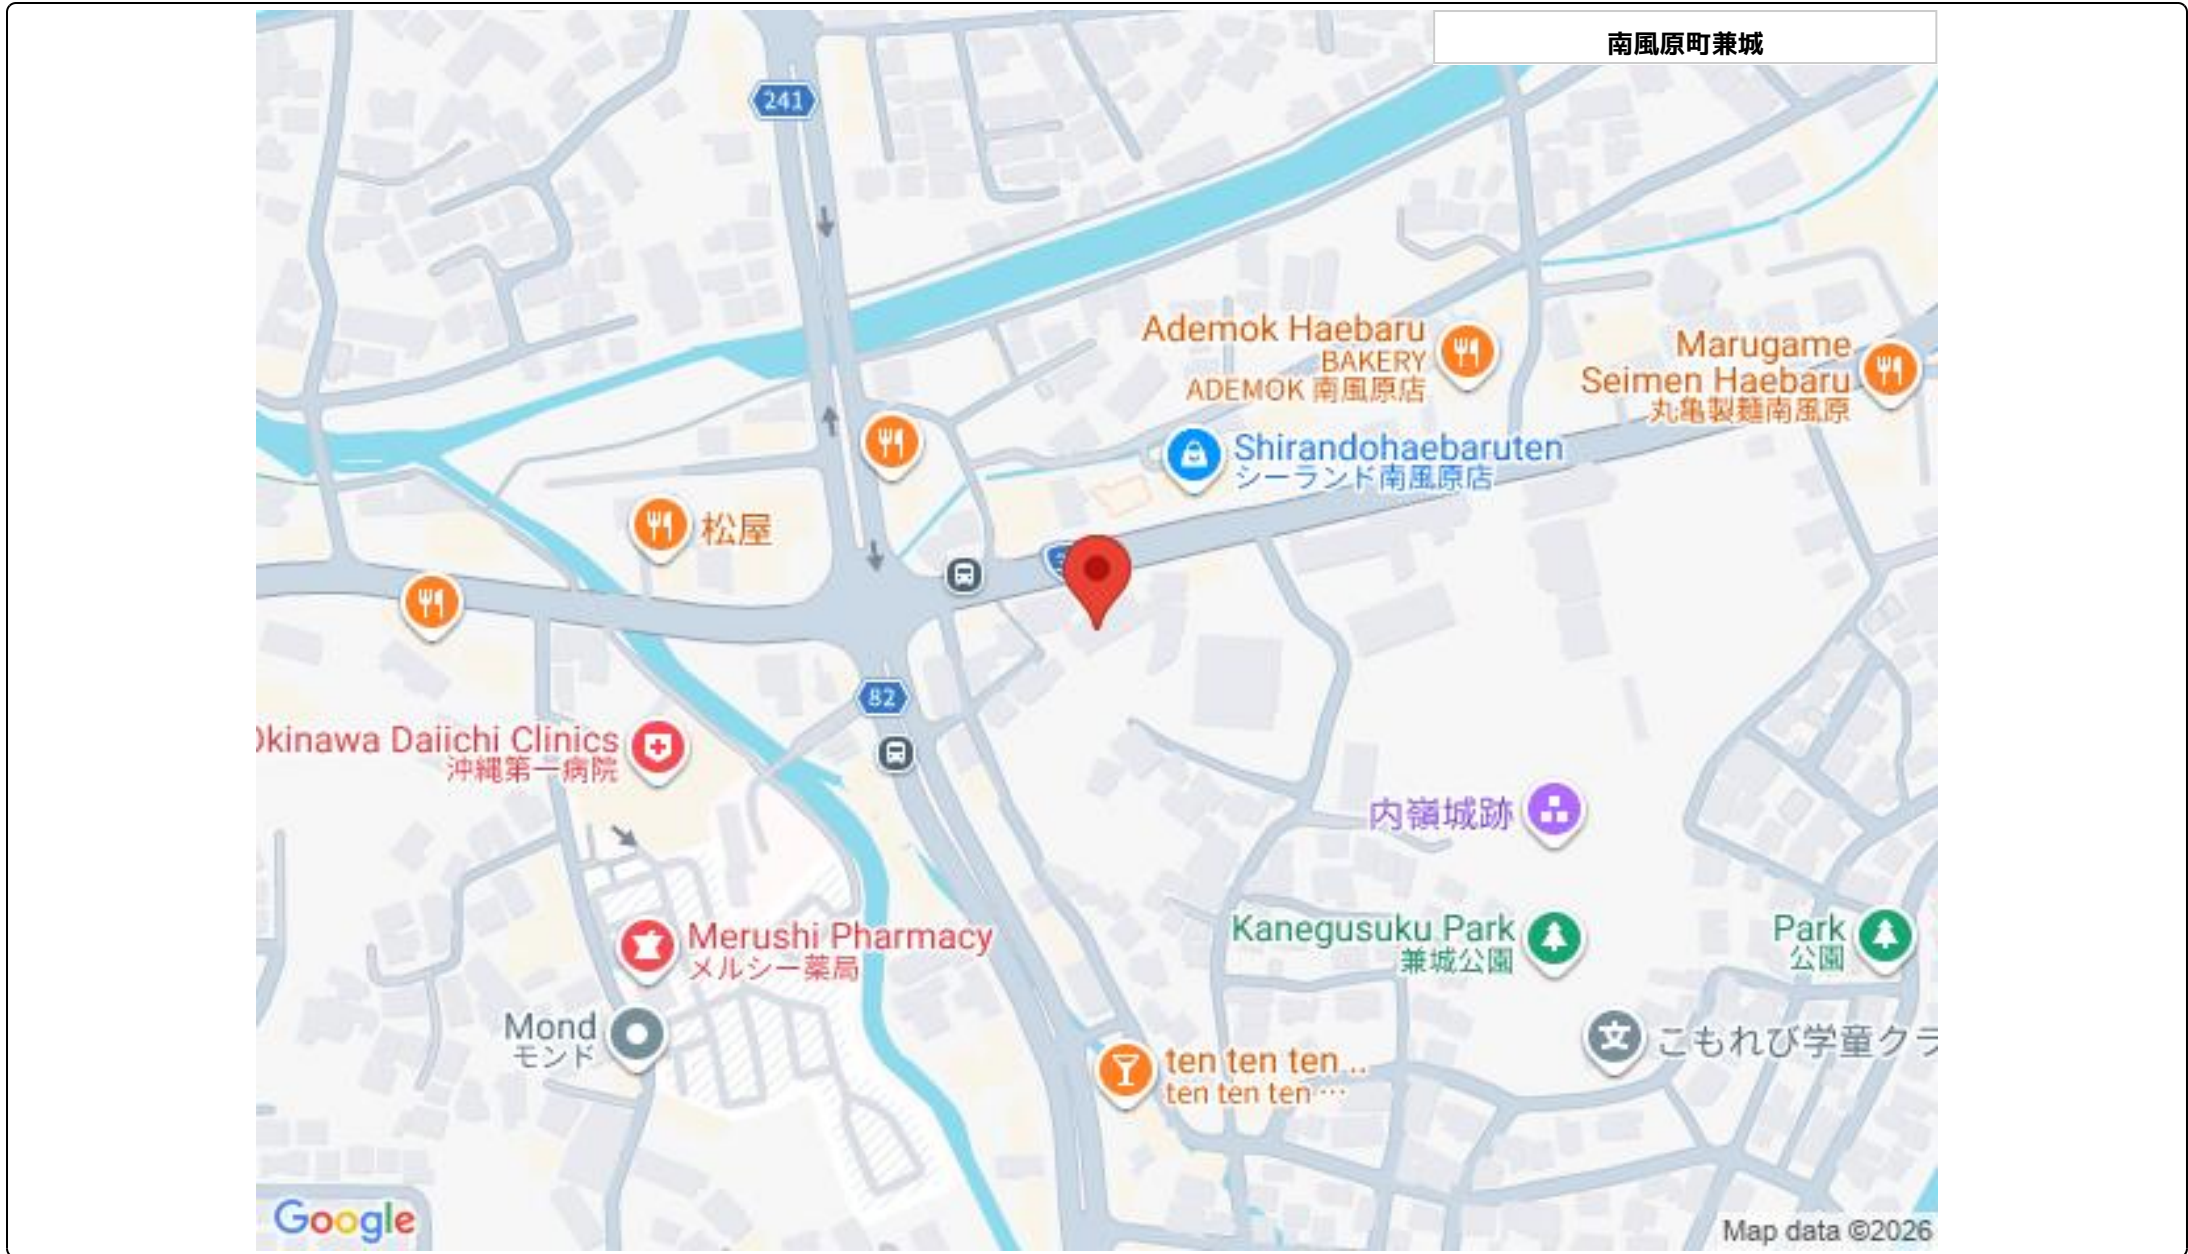 南風原町兼城
241
Ademok Haebaru
BAKERY
ADEMOK 南風原店
Marugame
Seimen Haebaru
丸亀製麺南風原
Shirandohaebaruten
シーランド南風原店
松屋
82
Okinawa Daiichi Clinics
沖縄第一病院
内嶺城跡
Kanegusuku Park
兼城公園
Park
公園
Merushi Pharmacy
メルシー薬局
Mond
モンド
こもれび学童クラ
ten ten ten ..
ten ten ten …
Google
Map data ©2026